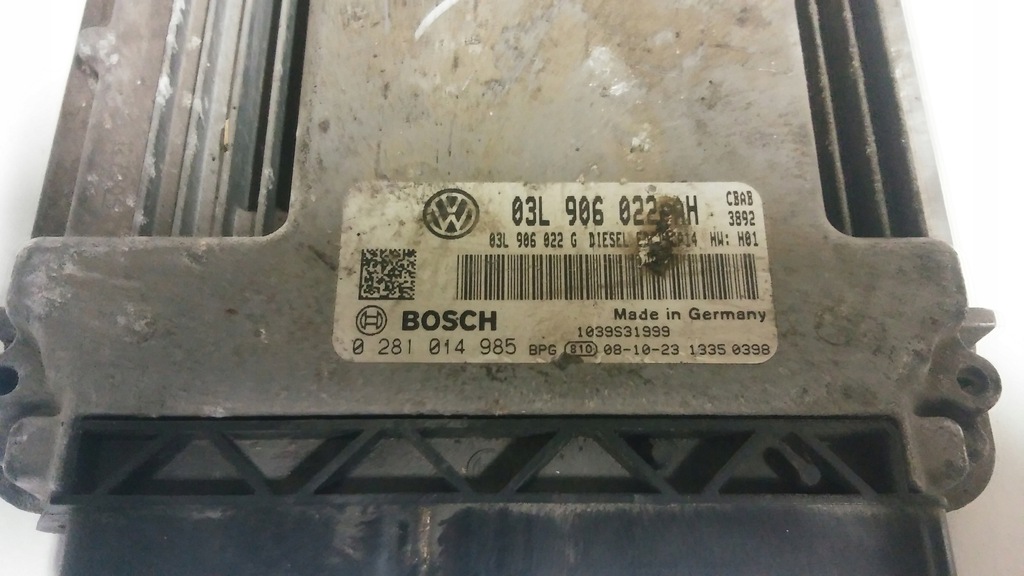 03L 906 022 AH
CBAB
3892
03L 906 022 G DIESEL HW: H01
Made in Germany
BOSCH
1039S31999
0 281 014 985 BPG 810 08-10-23 1335 0398